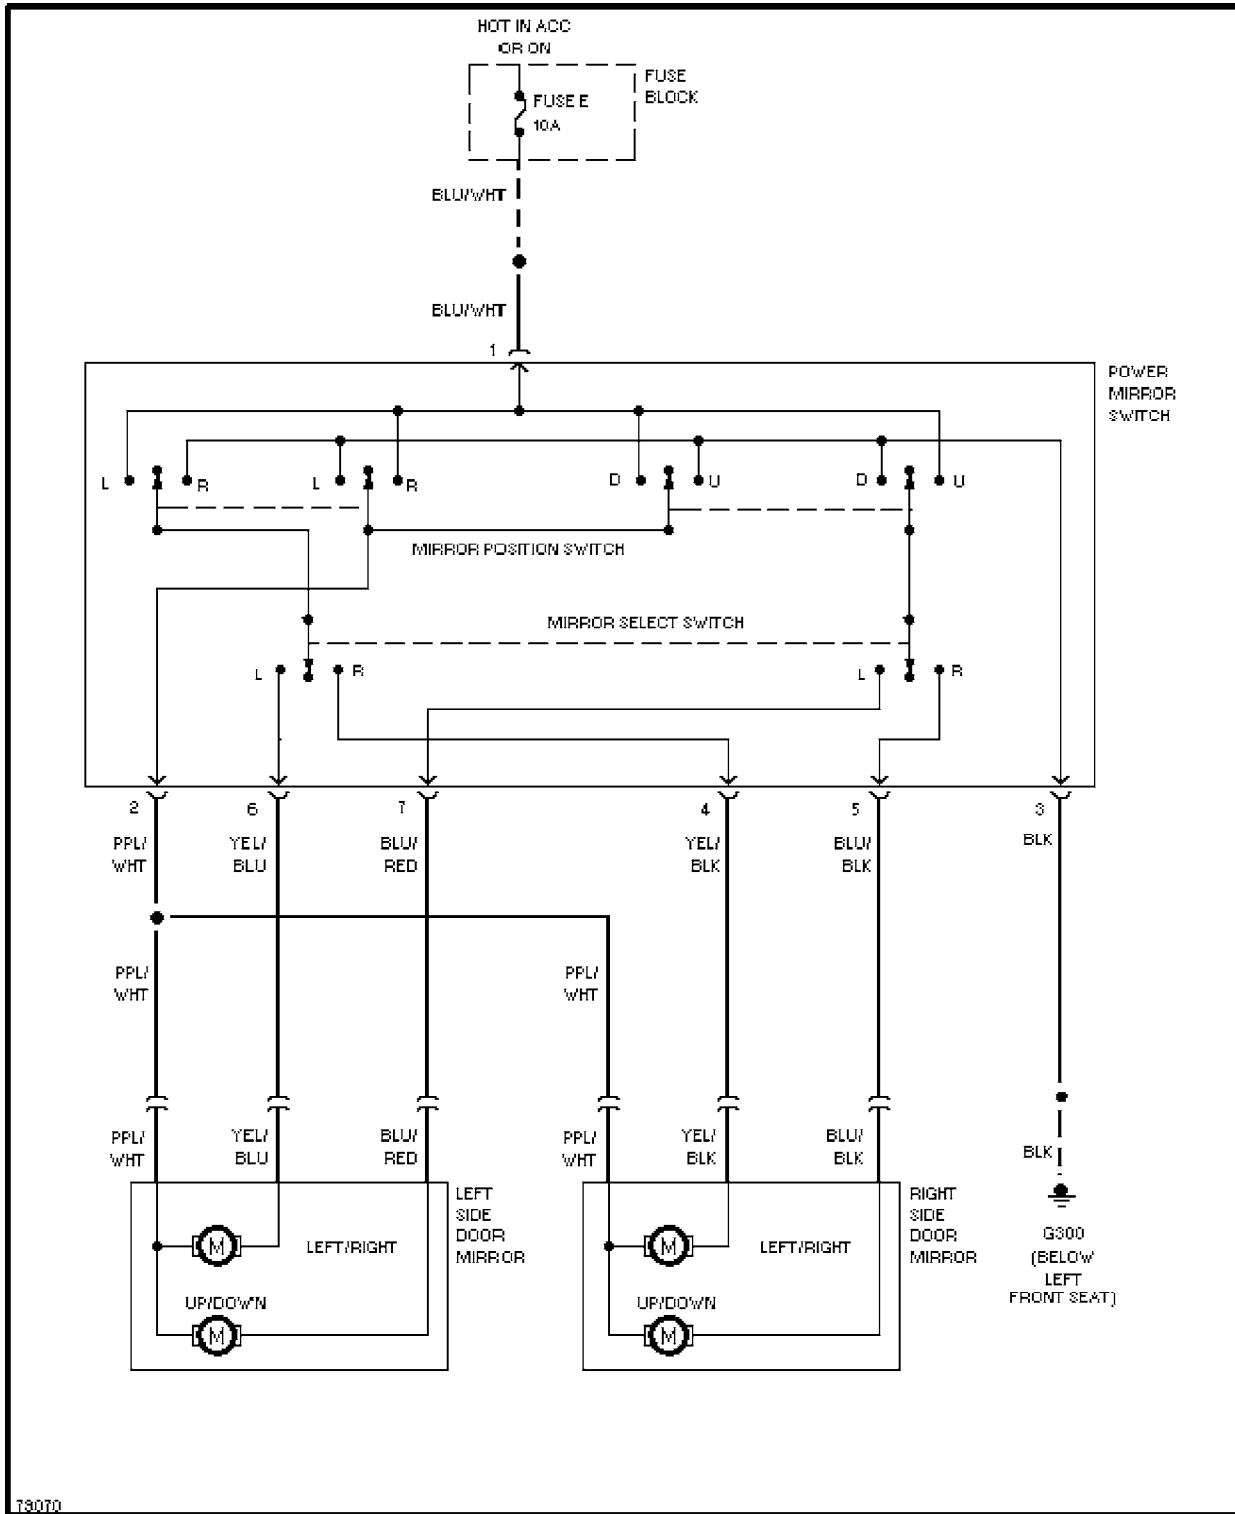 HOT IN ACC
OR ON
FUSE
BLOCK
FUSE E
10A
BLU/WHT
BLU/WHT
1
POWER
MIRROR
SWITCH
L
R
L
R
D
U
D
U
MIRROR POSITION SWITCH
MIRROR SELECT SWITCH
L
R
L
R
2
6
7
4
5
3
PPL/
WHT
YEL/
BLU
BLU/
RED
YEL/
BLK
BLU/
BLK
BLK
PPL/
WHT
PPL/
WHT
PPL/
WHT
YEL/
BLU
BLU/
RED
PPL/
WHT
YEL/
BLK
BLU/
BLK
BLK
LEFT
SIDE
DOOR
MIRROR
M
LEFT/RIGHT
UP/DOWN
M
RIGHT
SIDE
DOOR
MIRROR
M
LEFT/RIGHT
UP/DOWN
M
G300
(BELOW
LEFT
FRONT SEAT)
73070